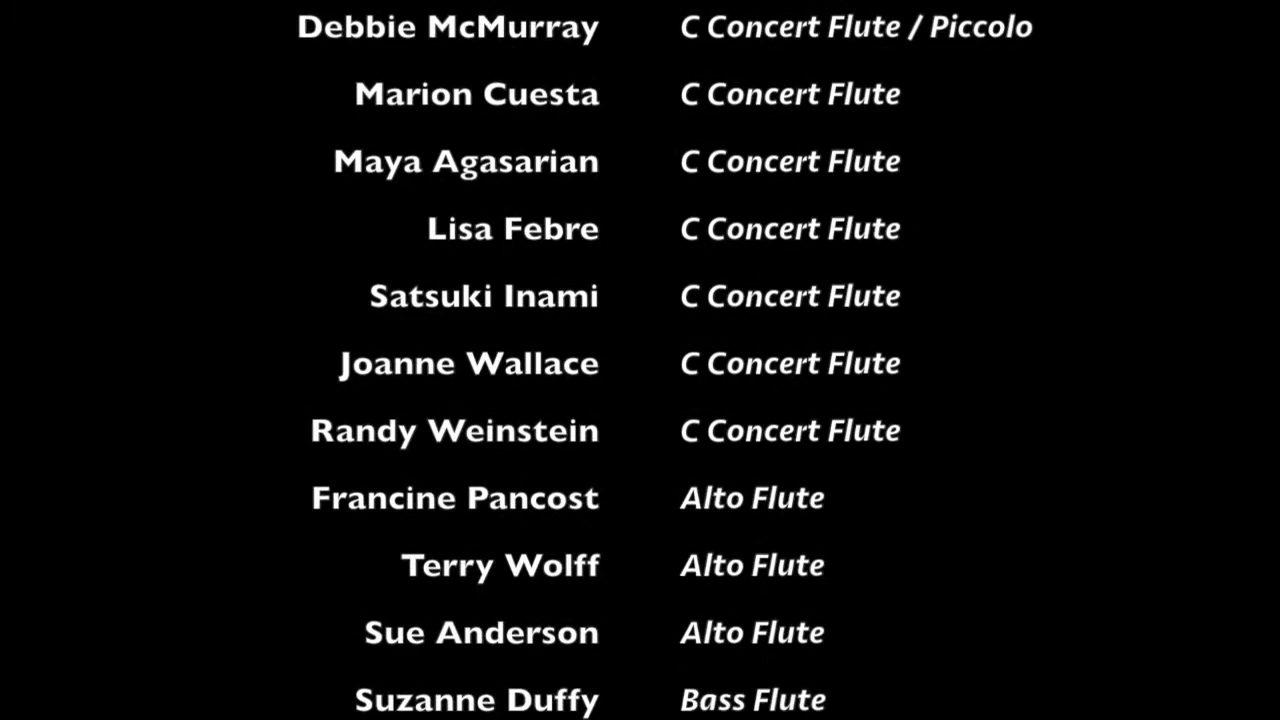 Debbie McMurray C Concert Flute / Piccolo
Marion Cuesta C Concert Flute
Maya Agasarian C Concert Flute
Lisa Febre C Concert Flute
Satsuki Inami C Concert Flute
Joanne Wallace C Concert Flute
Randy Weinstein C Concert Flute
Francine Pancost Alto Flute
Terry Wolff Alto Flute
Sue Anderson Alto Flute
Suzanne Duffy Bass Flute